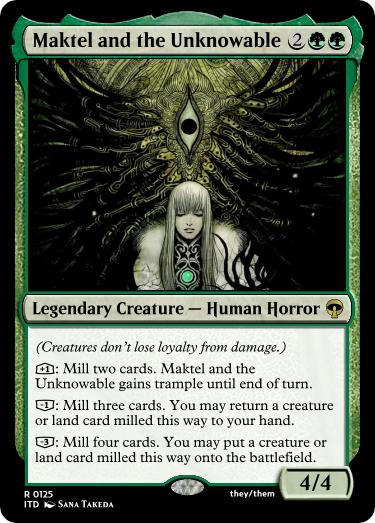 Maktel and the Unknowable 2
Legendary Creature — Human Horror
(Creatures don't lose loyalty from damage.)
+1: Mill two cards. Maktel and the
Unknowable gains trample until end of turn.
-1: Mill three cards. You may return a creature
or land card milled this way to your hand.
-3: Mill four cards. You may put a creature or
land card milled this way onto the battlefield.
4/4
R 0125
ITD Sana Takeda
they/them